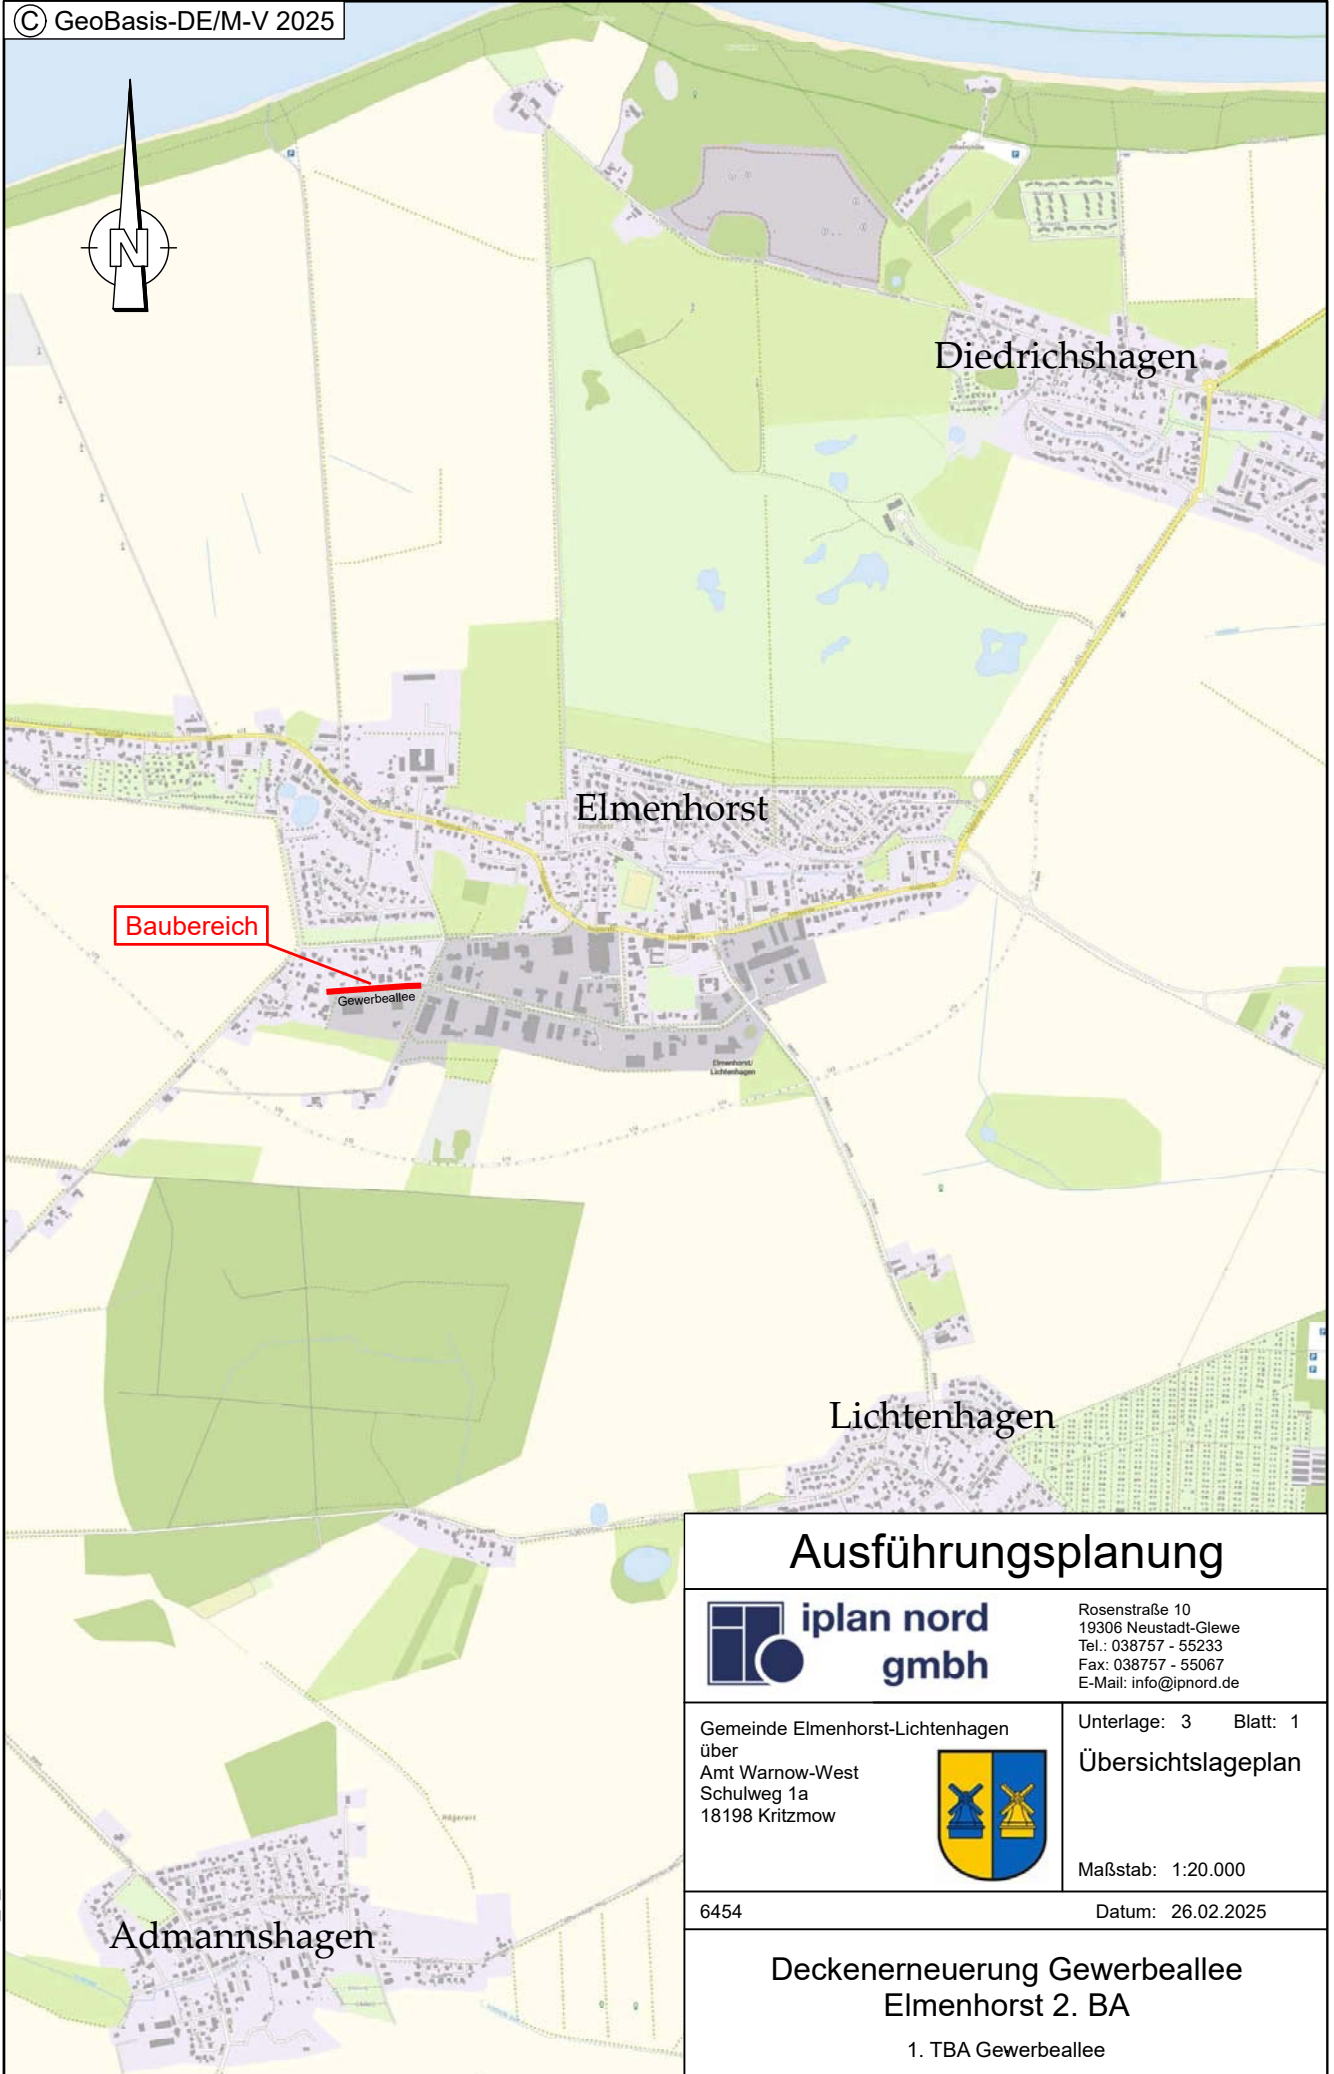 © GeoBasis-DE/M-V 2025
N
Diedrichshagen
Elmenhorst
Baubereich
Gewerbeallee
Elmenhorst/
Lichtenhagen
Lichtenhagen
Admannshagen
Hägerort
Ausführungsplanung
iplan nord
gmbh
Rosenstraße 10
19306 Neustadt-Glewe
Tel.: 038757 - 55233
Fax: 038757 - 55067
E-Mail: info@ipnord.de
Gemeinde Elmenhorst-Lichtenhagen
über
Amt Warnow-West
Schulweg 1a
18198 Kritzmow
Unterlage: 3 Blatt: 1
Übersichtslageplan
Maßstab: 1:20.000
6454
Datum: 26.02.2025
Deckenerneuerung Gewerbeallee
Elmenhorst 2. BA
1. TBA Gewerbeallee